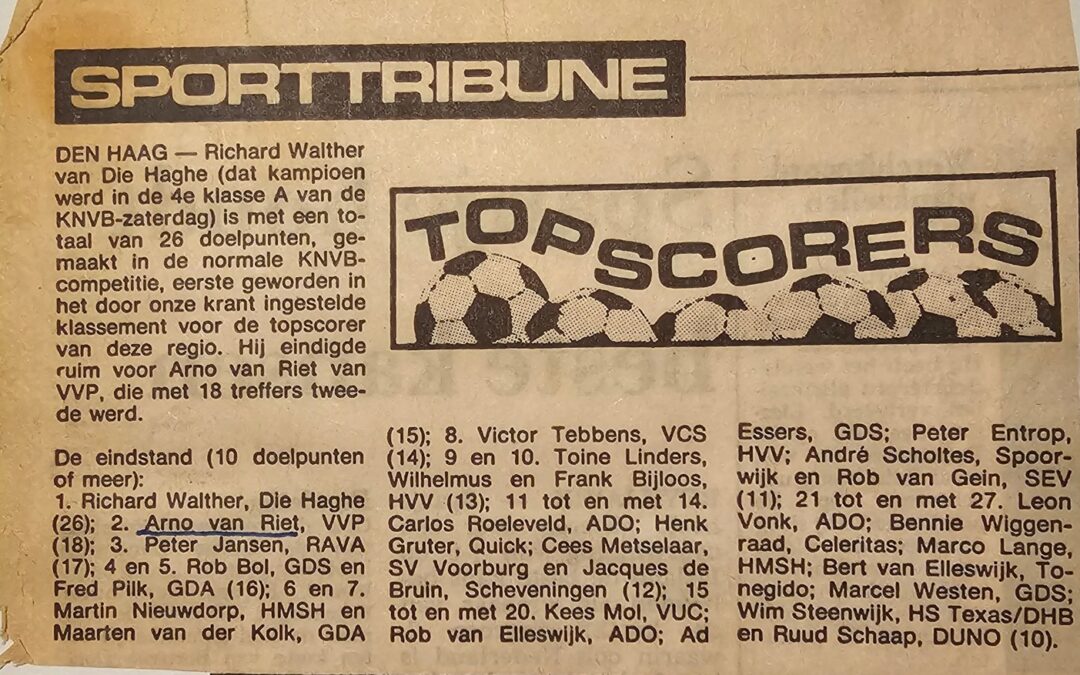 SPORTTRIBUNE
DEN HAAG — Richard Walther
van Die Haghe (dat kampioen
werd in de 4e klasse A van de
KNVB-zaterdag) is met een to-
taal van 26 doelpunten, ge-
maakt in de normale KNVB-
competitie, eerste geworden in
het door onze krant ingestelde
klassement voor de topscorer
van deze regio. Hij eindigde
ruim voor Arno van Riet van
VVP, die met 18 treffers twee-
de werd.
De eindstand (10 doelpunten
of meer):
1. Richard Walther, Die Haghe
(26); 2. Arno van Riet, VVP
(18); 3. Peter Jansen, RAVA
(17); 4 en 5. Rob Bol, GDS en
Fred Pilk, GDA (16); 6 en 7.
Martin Nieuwdorp, HMSH en
Maarten van der Kolk, GDA
TOPSCORERS
(15); 8. Victor Tebbens, VCS
(14); 9 en 10. Toine Linders,
Wilhelmus en Frank Bijloos,
HVV (13); 11 tot en met 14.
Carlos Roeleveld, ADO; Henk
Gruter, Quick; Cees Metselaar,
SV Voorburg en Jacques de
Bruin, Scheveningen (12); 15
tot en met 20. Kees Mol, VUC;
Rob van Elleswijk, ADO; Ad
Essers, GDS; Peter Entrop,
HVV; André Scholtes, Spoor-
wijk en Rob van Gein, SEV
(11); 21 tot en met 27. Leon
Vonk, ADO; Bennie Wiggen-
raad, Celeritas; Marco Lange,
HMSH; Bert van Elleswijk, To-
negido; Marcel Westen, GDS;
Wim Steenwijk, HS Texas/DHB
en Ruud Schaap, DUNO (10).